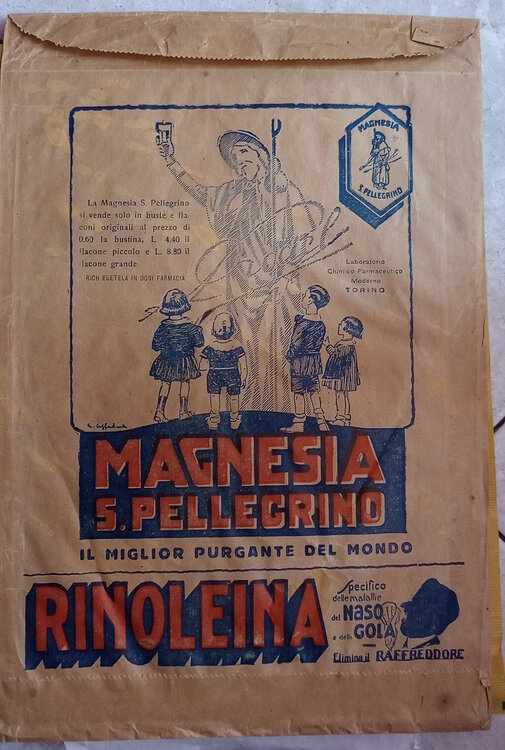 La Magnesia S. Pellegrino
si vende solo in buste e fla
coni originali al prezzo di
0.60 la bustina, L 4.40 il
flacone piccolo e L. 8.80 il
flacone grande.
RICH EDETELA IN OGNI FARMACIA
MAGNESIA
S. PELLEGRINO
Laboratorio
Chimico Farmaceutico
Moderno
TORINO
MAGNESIA
S. PELLEGRINO
IL MIGLIOR PURGANTE DEL MONDO
RINOLEINA
Specifico
delle malattie
del NASO
e della GOLA
Elimina il RAFFREDDORE